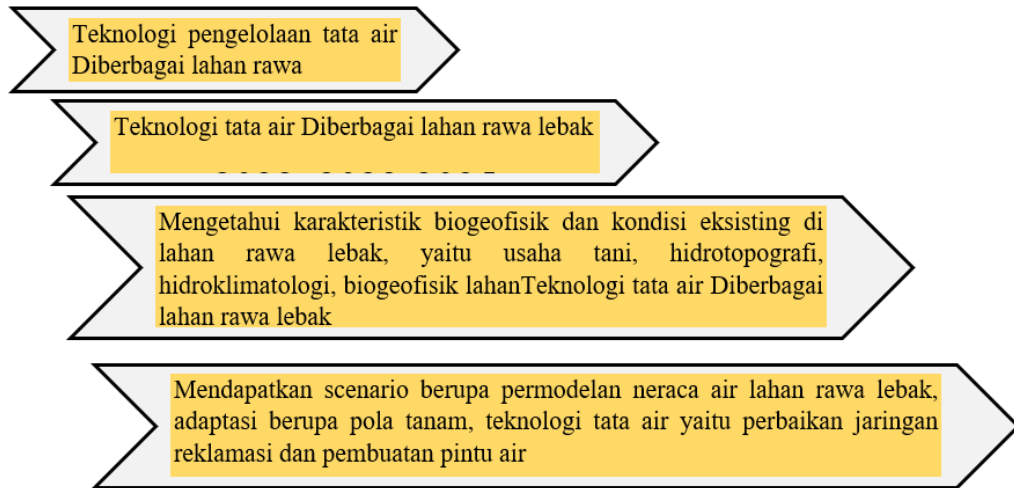 Teknologi pengelolaan tata air
Diberbagai lahan rawa
Teknologi tata air Diberbagai lahan rawa lebak
Mengetahui karakteristik biogeofisik dan kondisi eksisting di
lahan rawa lebak, yaitu usaha tani, hidrotopografi,
hidroklimatologi, biogeofisik lahanTeknologi tata air Diberbagai
lahan rawa lebak
Mendapatkan scenario berupa permodelan neraca air lahan rawa lebak,
adaptasi berupa pola tanam, teknologi tata air yaitu perbaikan jaringan
reklamasi dan pembuatan pintu air